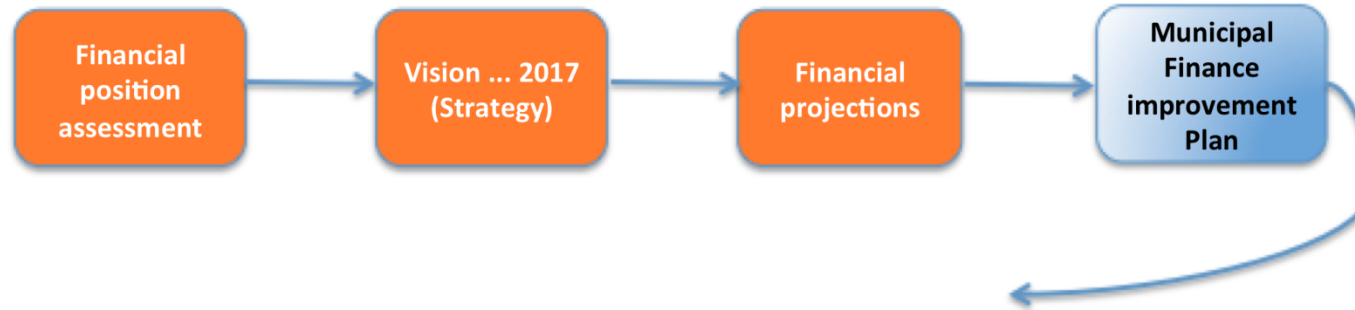 Financial
position
assessment
Vision ... 2017
(Strategy)
Financial
projections
Municipal
Finance
improvement
Plan